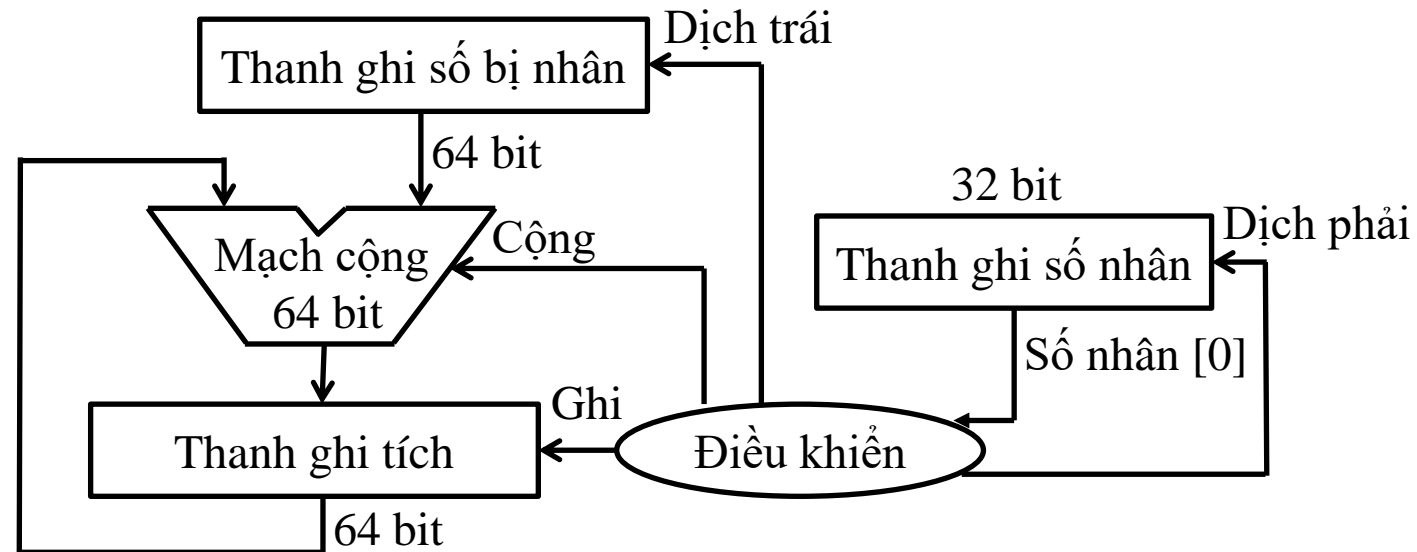 Dịch trái
Thanh ghi số bị nhân
64 bit
32 bit
Dịch phải
Cộng
Mạch cộng
64 bit
Thanh ghi số nhân
Số nhân [0]
Ghi
Thanh ghi tích
Điều khiển
64 bit